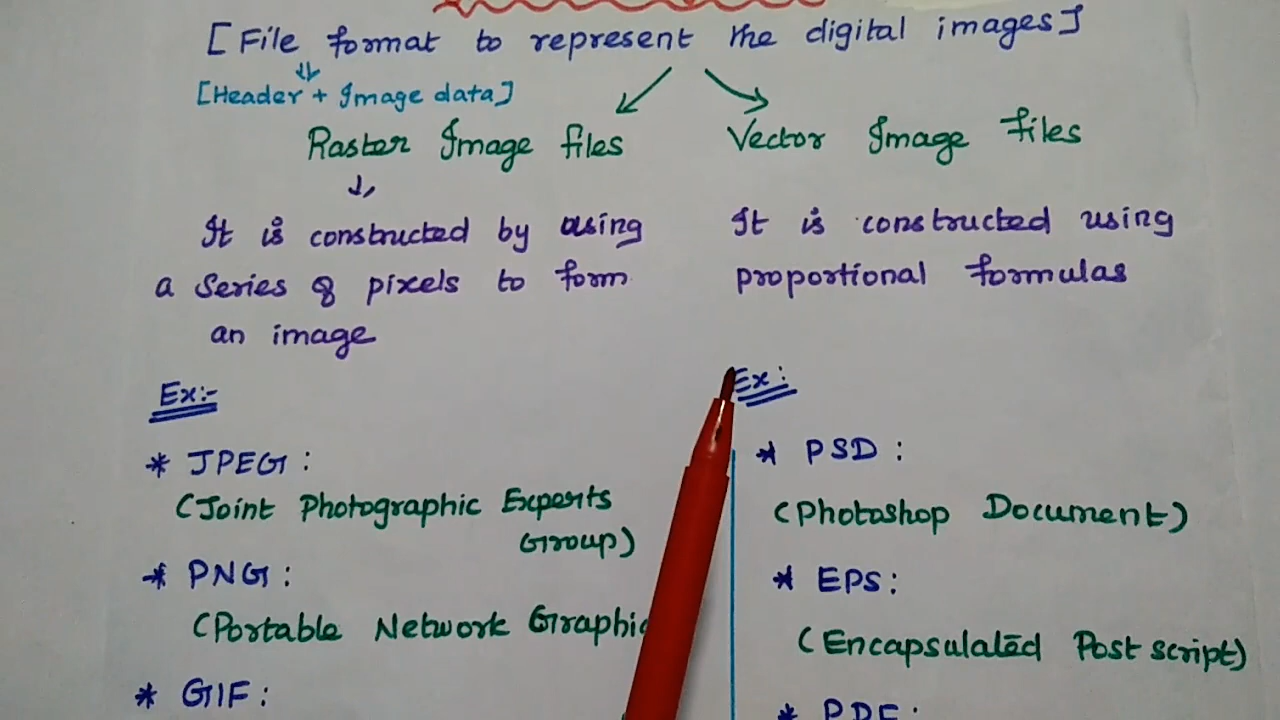 [File format to represent the digital images]
[Header + Image data]
Raster Image files
It is constructed by using
a series of pixels to form
an image
Ex:-
* JPEG :
(Joint Photographic Experts
Group)
* PNG :
(Portable Network Graphic
* GIF :
Vector Image files
It is constructed using
proportional formulas
Ex:
* PSD :
(Photoshop Document)
* EPS :
(Encapsulated Post script)
* PDF :